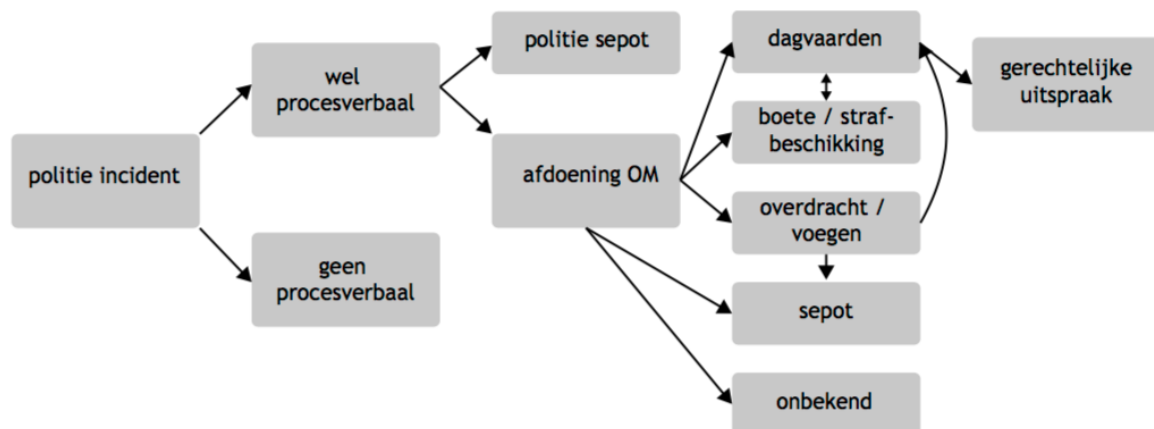 politie incident
wel
procesverbaal
geen
procesverbaal
politie sepot
afdoening OM
dagvaarden
boete / straf-
beschikking
overdracht /
voegen
sepot
onbekend
gerechtelijke
uitspraak